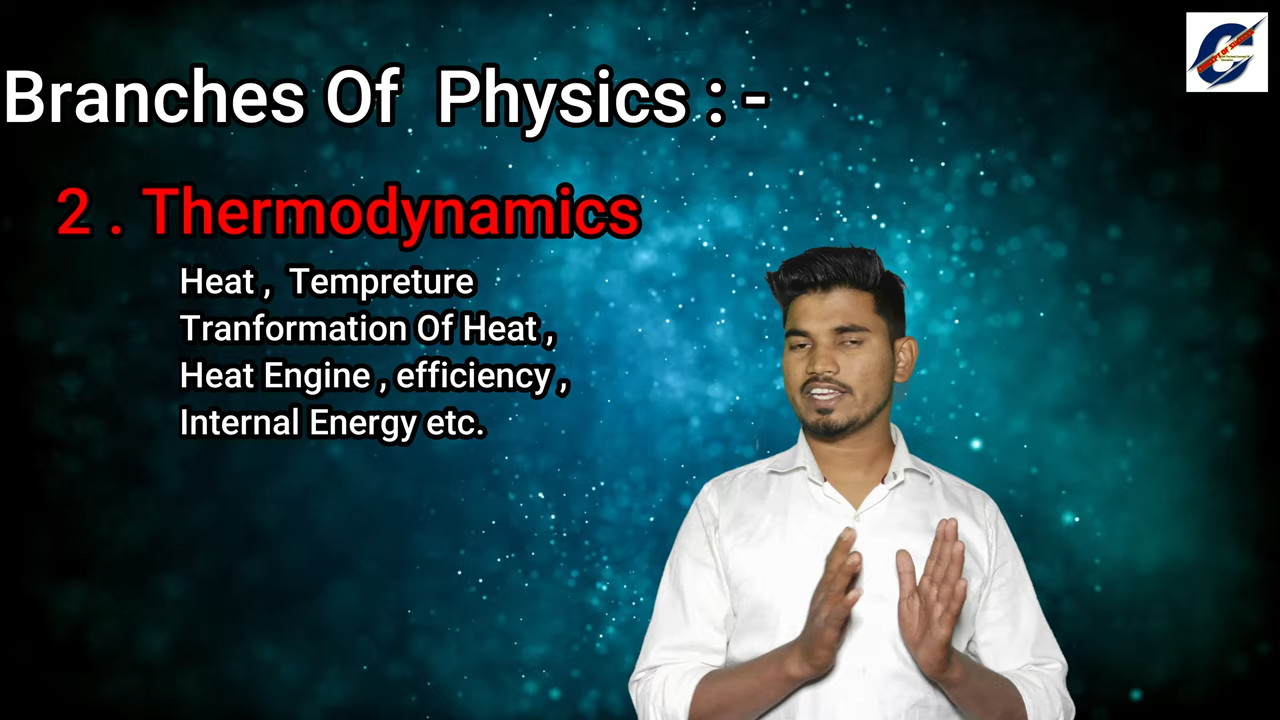 Branches Of Physics : -
2 . Thermodynamics
Heat , Tempreture
Tranformation Of Heat ,
Heat Engine , efficiency ,
Internal Energy etc.